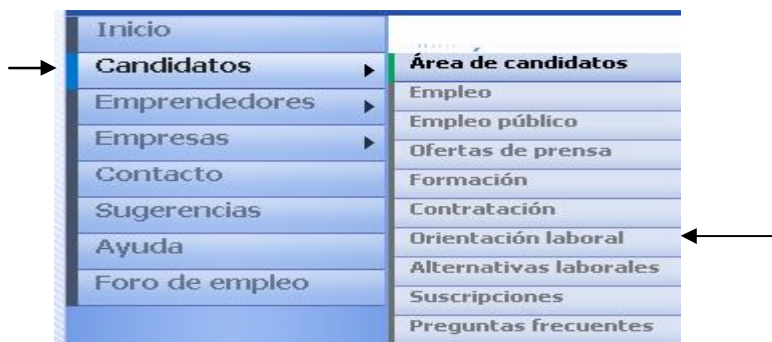 Inicio
Candidatos
Emprendedores
Empresas
Contacto
Sugerencias
Ayuda
Foro de empleo
Área de candidatos
Empleo
Empleo público
Ofertas de prensa
Formación
Contratación
Orientación laboral
Alternativas laborales
Suscripciones
Preguntas frecuentes